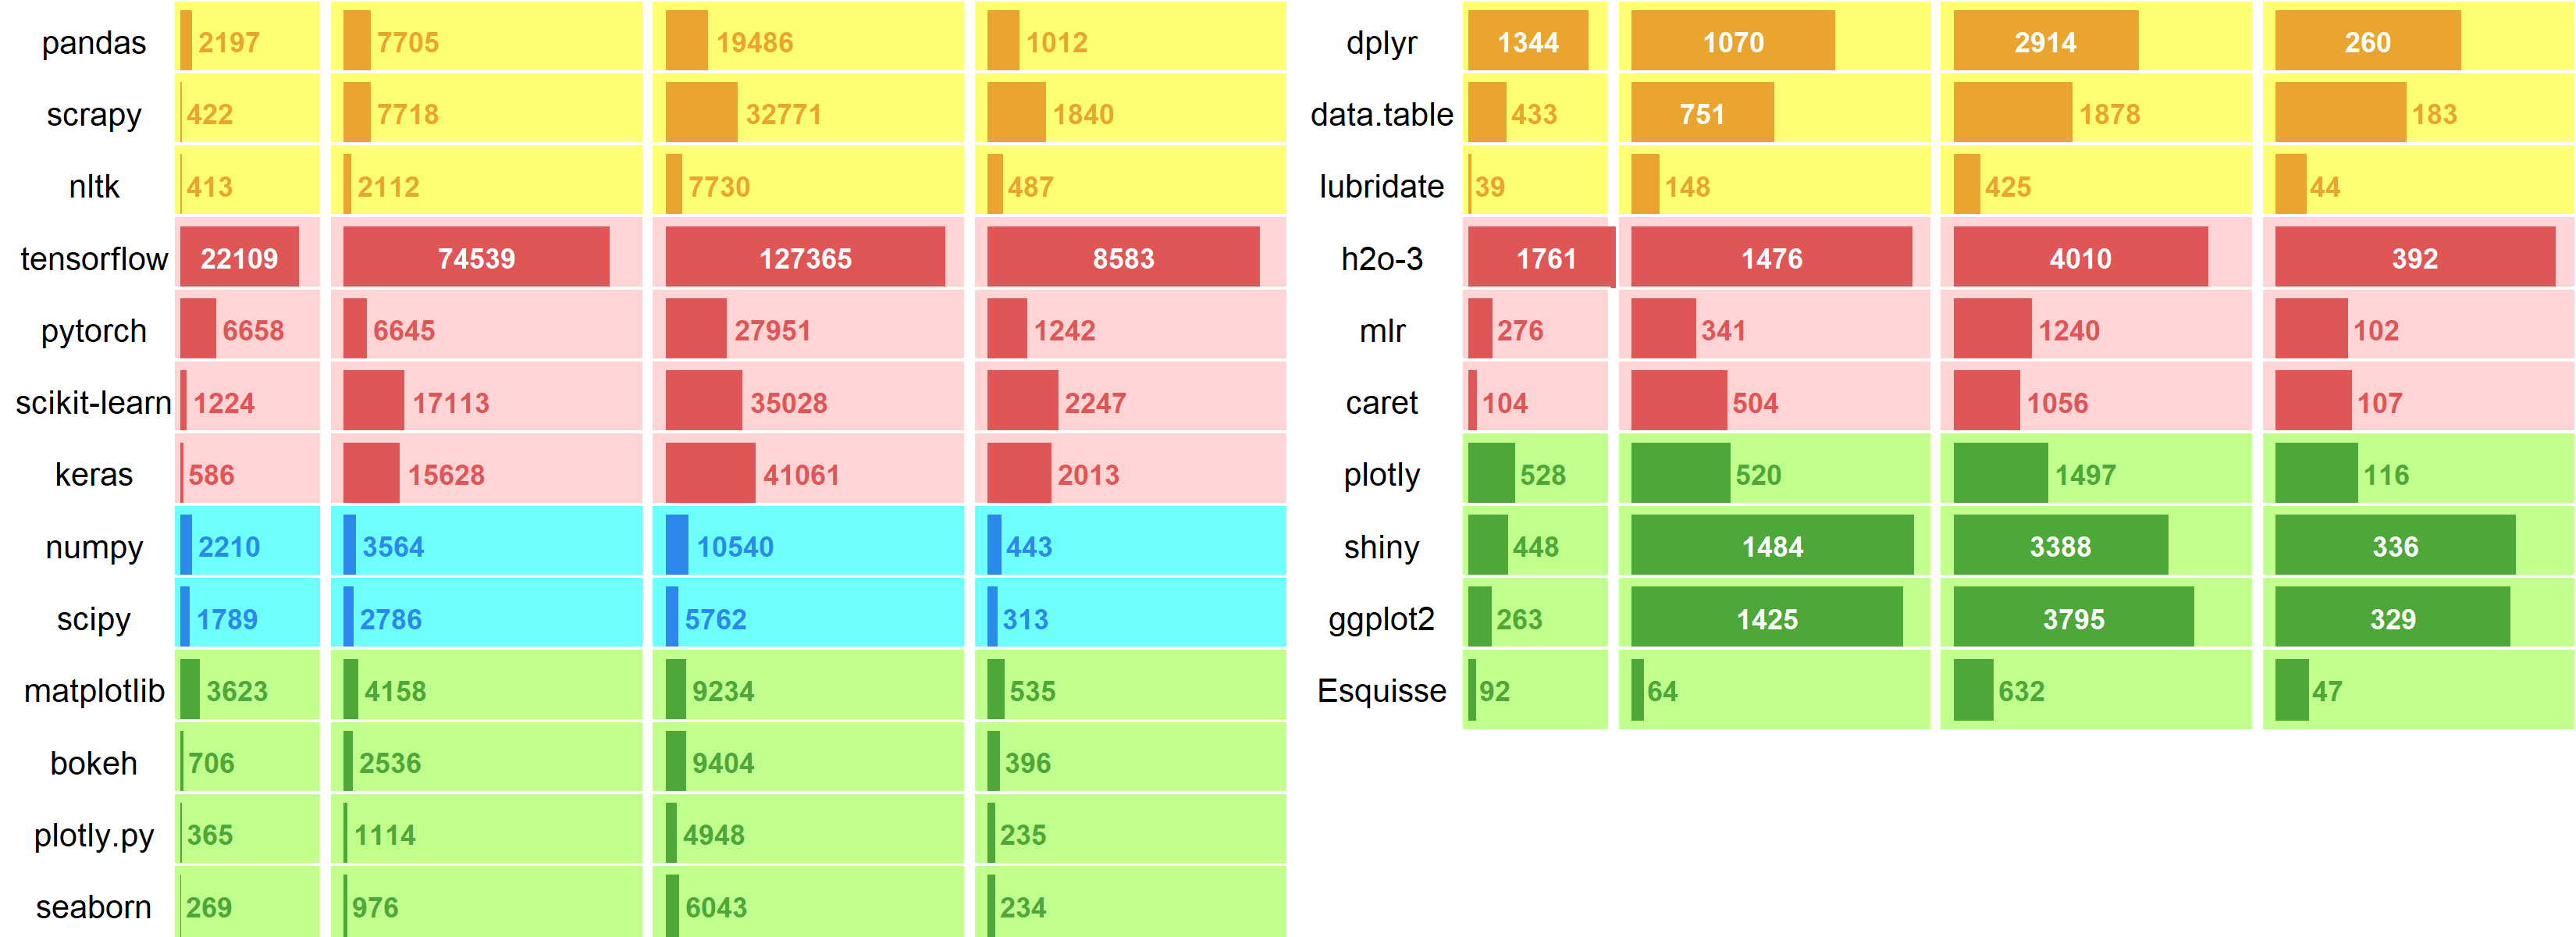 pandas 2197 7705 19486 1012
scrapy 422 7718 32771 1840
nltk 413 2112 7730 487
tensorflow 22109 74539 127365 8583
pytorch 6658 6645 27951 1242
scikit-learn 1224 17113 35028 2247
keras 586 15628 41061 2013
numpy 2210 3564 10540 443
scipy 1789 2786 5762 313
matplotlib 3623 4158 9234 535
bokeh 706 2536 9404 396
plotly.py 365 1114 4948 235
seaborn 269 976 6043 234
dplyr 1344 1070 2914 260
data.table 433 751 1878 183
lubridate 39 148 425 44
h2o-3 1761 1476 4010 392
mlr 276 341 1240 102
caret 104 504 1056 107
plotly 528 520 1497 116
shiny 448 1484 3388 336
ggplot2 263 1425 3795 329
Esquisse 92 64 632 47